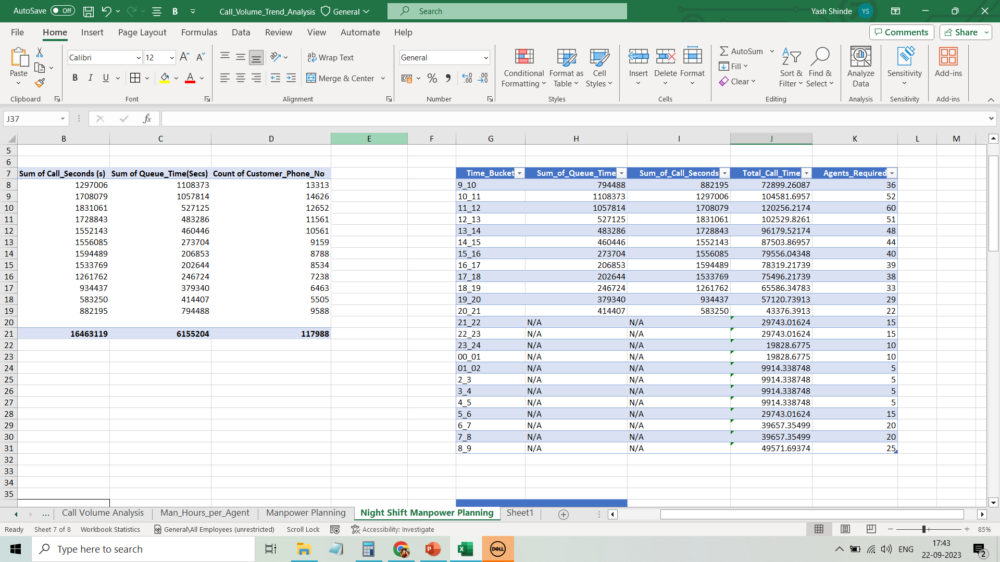 AutoSave Off B Call_Volume_Trend_Analysis General Search Yash Shinde YS
File Home Insert Page Layout Formulas Data Review View Automate Help Comments Share
Paste Calibri 12 A A ab Wrap Text General Conditional Formatting Format as Table Cell Styles Insert Delete Format AutoSum Fill Clear Sort & Filter Find & Select Analyze Data Sensitivity Add-ins
B I U A Merge & Center % 9 .00 .00
Clipboard Font Alignment Number Styles Cells Editing Analysis Sensitivity Add-ins
J37 fx
B C D E F G H I J K L M
5
6
7 Sum of Call_Seconds (s) Sum of Queue_Time(Secs) Count of Customer_Phone_No Time_Bucket Sum_of_Queue_Time Sum_of_Call_Seconds Total_Call_Time Agents_Required
8 1297006 1108373 13313 9_10 794488 882195 72899.26087 36
9 1708079 1057814 14626 10_11 1108373 1297006 104581.6957 52
10 1831061 527125 12652 11_12 1057814 1708079 120256.2174 60
11 1728843 483286 11561 12_13 527125 1831061 102529.8261 51
12 1552143 460446 10561 13_14 483286 1728843 96179.52174 48
13 1556085 273704 9159 14_15 460446 1552143 87503.86957 44
14 1594489 206853 8788 15_16 273704 1556085 79556.04348 40
15 1533769 202644 8534 16_17 206853 1594489 78319.21739 39
16 1261762 246724 7238 17_18 202644 1533769 75496.21739 38
17 934437 379340 6463 18_19 246724 1261762 65586.34783 33
18 583250 414407 5505 19_20 379340 934437 57120.73913 29
19 882195 794488 9588 20_21 414407 583250 43376.3913 22
20 21_22 N/A N/A 29743.01624 15
21 16463119 6155204 117988 22_23 N/A N/A 29743.01624 15
22 23_24 N/A N/A 19828.6775 10
23 00_01 N/A N/A 19828.6775 10
24 01_02 N/A N/A 9914.338748 5
25 2_3 N/A N/A 9914.338748 5
26 3_4 N/A N/A 9914.338748 5
27 4_5 N/A N/A 9914.338748 5
28 5_6 N/A N/A 29743.01624 15
29 6_7 N/A N/A 39657.35499 20
30 7_8 N/A N/A 39657.35499 20
31 8_9 N/A N/A 49571.69374 25
32
33
34
35
... Call Volume Analysis Man_Hours_per_Agent Manpower Planning Night Shift Manpower Planning Sheet1
Ready Sheet 7 of 8 Workbook Statistics General\All Employees (unrestricted) Scroll Lock Accessibility: Investigate 85%
Type here to search DELL ENG 17:43
22-09-2023 2